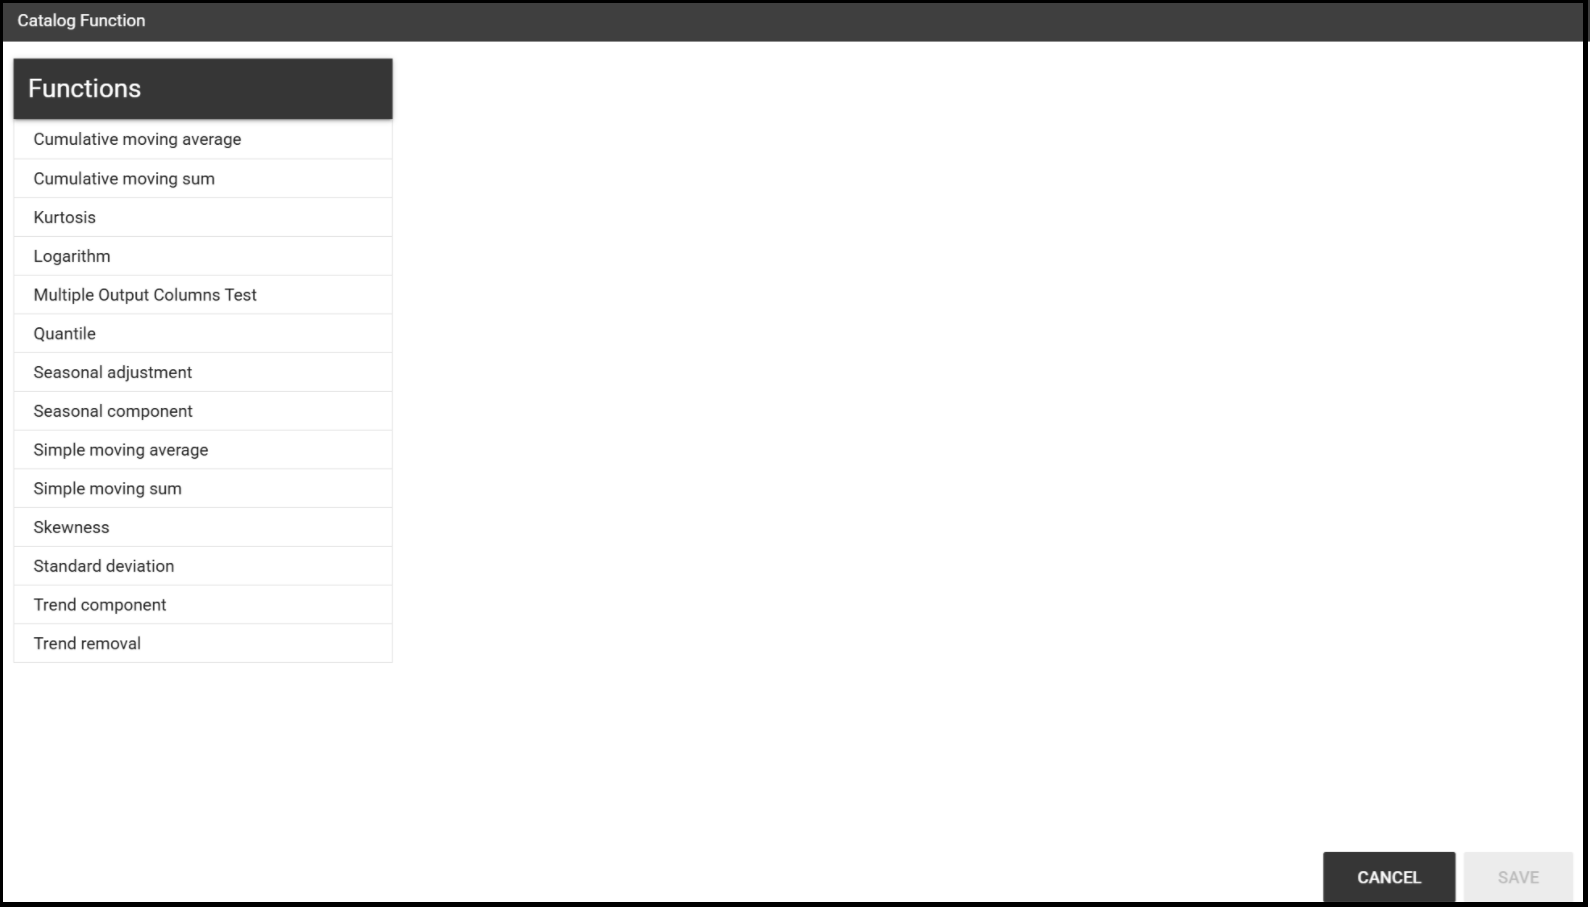 Catalog Function
Functions
Cumulative moving average
Cumulative moving sum
Kurtosis
Logarithm
Multiple Output Columns Test
Quantile
Seasonal adjustment
Seasonal component
Simple moving average
Simple moving sum
Skewness
Standard deviation
Trend component
Trend removal
CANCEL SAVE